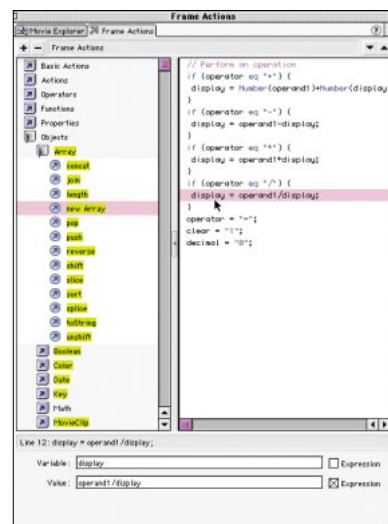 Frame Actions
Movie Explorer
Frame Actions
?
+ − Frame Actions
Basic Actions
Actions
Operators
Functions
Properties
Objects
Array
concat
join
length
new Array
pop
push
reverse
shift
slice
sort
splice
toString
unshift
Boolean
Color
Date
Key
Math
MovieClip
// Perform an operation
if (operator eq "+") {
display = Number(operand1)+Number(display
}
if (operator eq "-") {
display = operand1-display;
}
if (operator eq "*") {
display = operand1*display;
}
if (operator eq "/") {
display = operand1/display;
}
operator = "=";
clear = "1";
decimal = "0";
Line 12: display = operand1/display;
Variable: display
Expression
Value: operand1/display
Expression